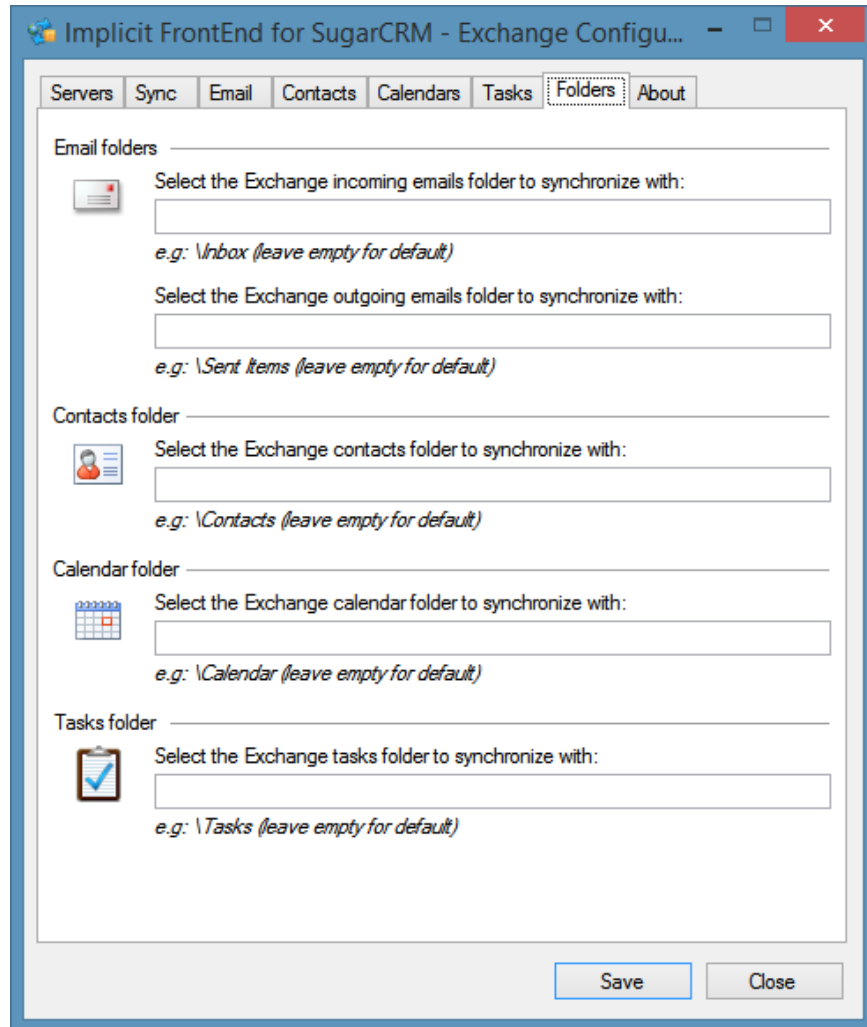 Implicit FrontEnd for SugarCRM - Exchange Configu...
Servers Sync Email Contacts Calendars Tasks Folders About
Email folders
Select the Exchange incoming emails folder to synchronize with:
e.g: \Inbox (leave empty for default)
Select the Exchange outgoing emails folder to synchronize with:
e.g: \Sent Items (leave empty for default)
Contacts folder
Select the Exchange contacts folder to synchronize with:
e.g: \Contacts (leave empty for default)
Calendar folder
Select the Exchange calendar folder to synchronize with:
e.g: \Calendar (leave empty for default)
Tasks folder
Select the Exchange tasks folder to synchronize with:
e.g: \Tasks (leave empty for default)
Save Close